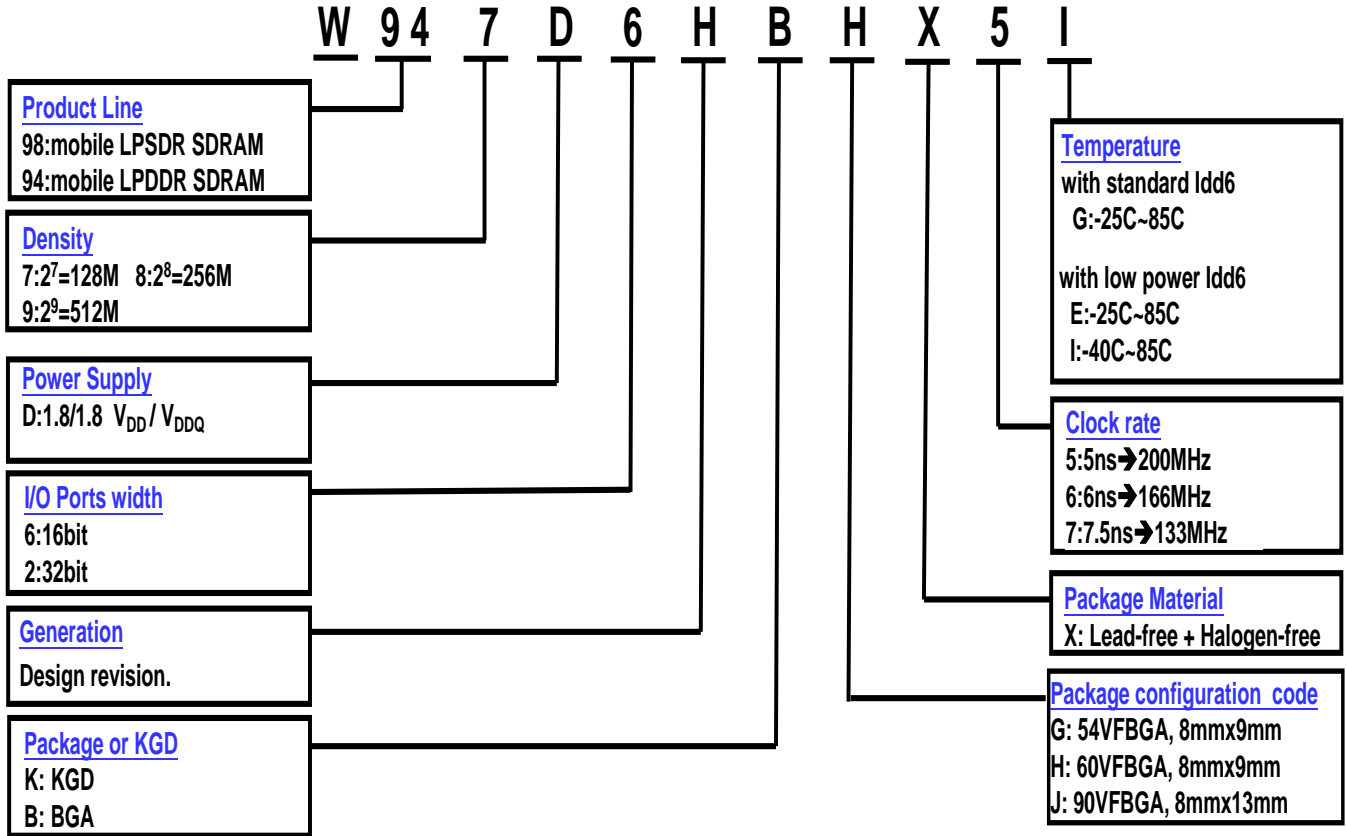 W 94 7 D 6 H B H X 5 I
Product Line
98:mobile LPSDR SDRAM
94:mobile LPDDR SDRAM
Density
7:2⁷=128M 8:2⁸=256M
9:2⁹=512M
Power Supply
D:1.8/1.8 VDD / VDDQ
I/O Ports width
6:16bit
2:32bit
Generation
Design revision.
Package or KGD
K: KGD
B: BGA
Temperature
with standard Idd6
G:-25C~85C
with low power Idd6
E:-25C~85C
I:-40C~85C
Clock rate
5:5ns➔200MHz
6:6ns➔166MHz
7:7.5ns➔133MHz
Package Material
X: Lead-free + Halogen-free
Package configuration code
G: 54VFBGA, 8mmx9mm
H: 60VFBGA, 8mmx9mm
J: 90VFBGA, 8mmx13mm